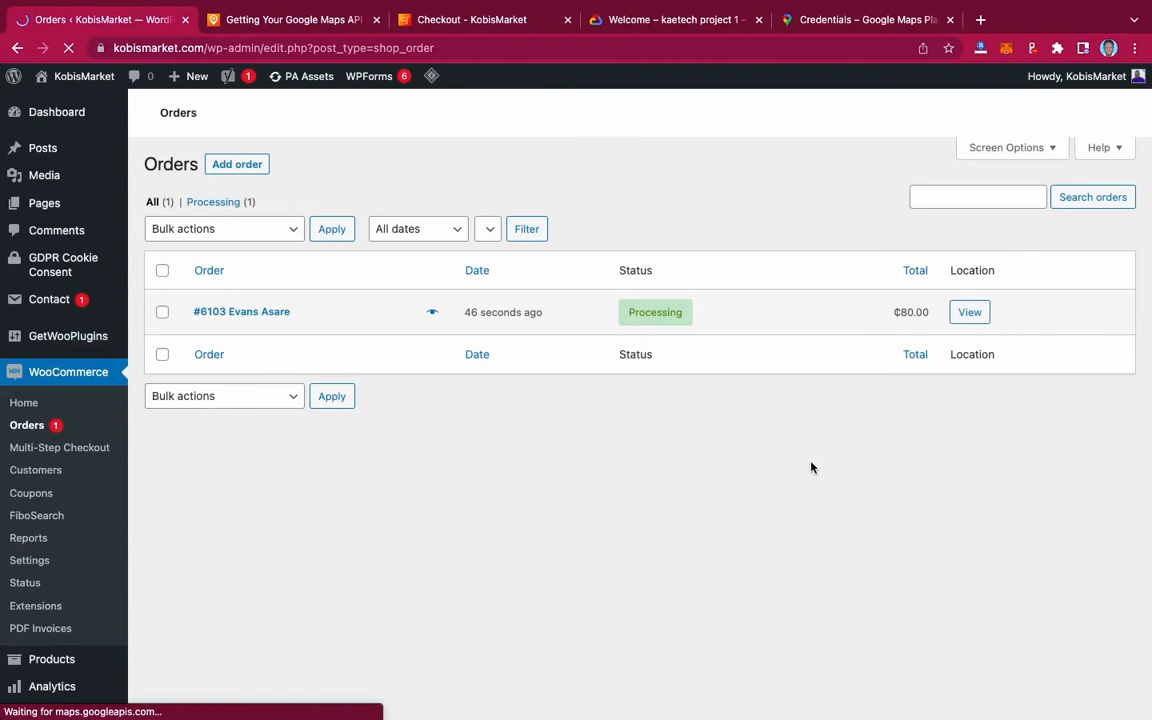 Orders ‹ KobisMarket — WordP
Getting Your Google Maps API
Checkout - KobisMarket
Welcome – kaetech project 1 –
Credentials – Google Maps Pla
kobismarket.com/wp-admin/edit.php?post_type=shop_order
KobisMarket
0
New
1
PA Assets
WPForms 6
Howdy, KobisMarket
Dashboard
Posts
Media
Pages
Comments
GDPR Cookie
Consent
Contact 1
GetWooPlugins
WooCommerce
Home
Orders 1
Multi-Step Checkout
Customers
Coupons
FiboSearch
Reports
Settings
Status
Extensions
PDF Invoices
Products
Analytics
Orders
Screen Options
Help
Orders
Add order
All (1) | Processing (1)
Search orders
Bulk actions
Apply
All dates
Filter
Order
Date
Status
Total
Location
#6103 Evans Asare
46 seconds ago
Processing
₵80.00
View
Order
Date
Status
Total
Location
Bulk actions
Apply
Waiting for maps.googleapis.com...